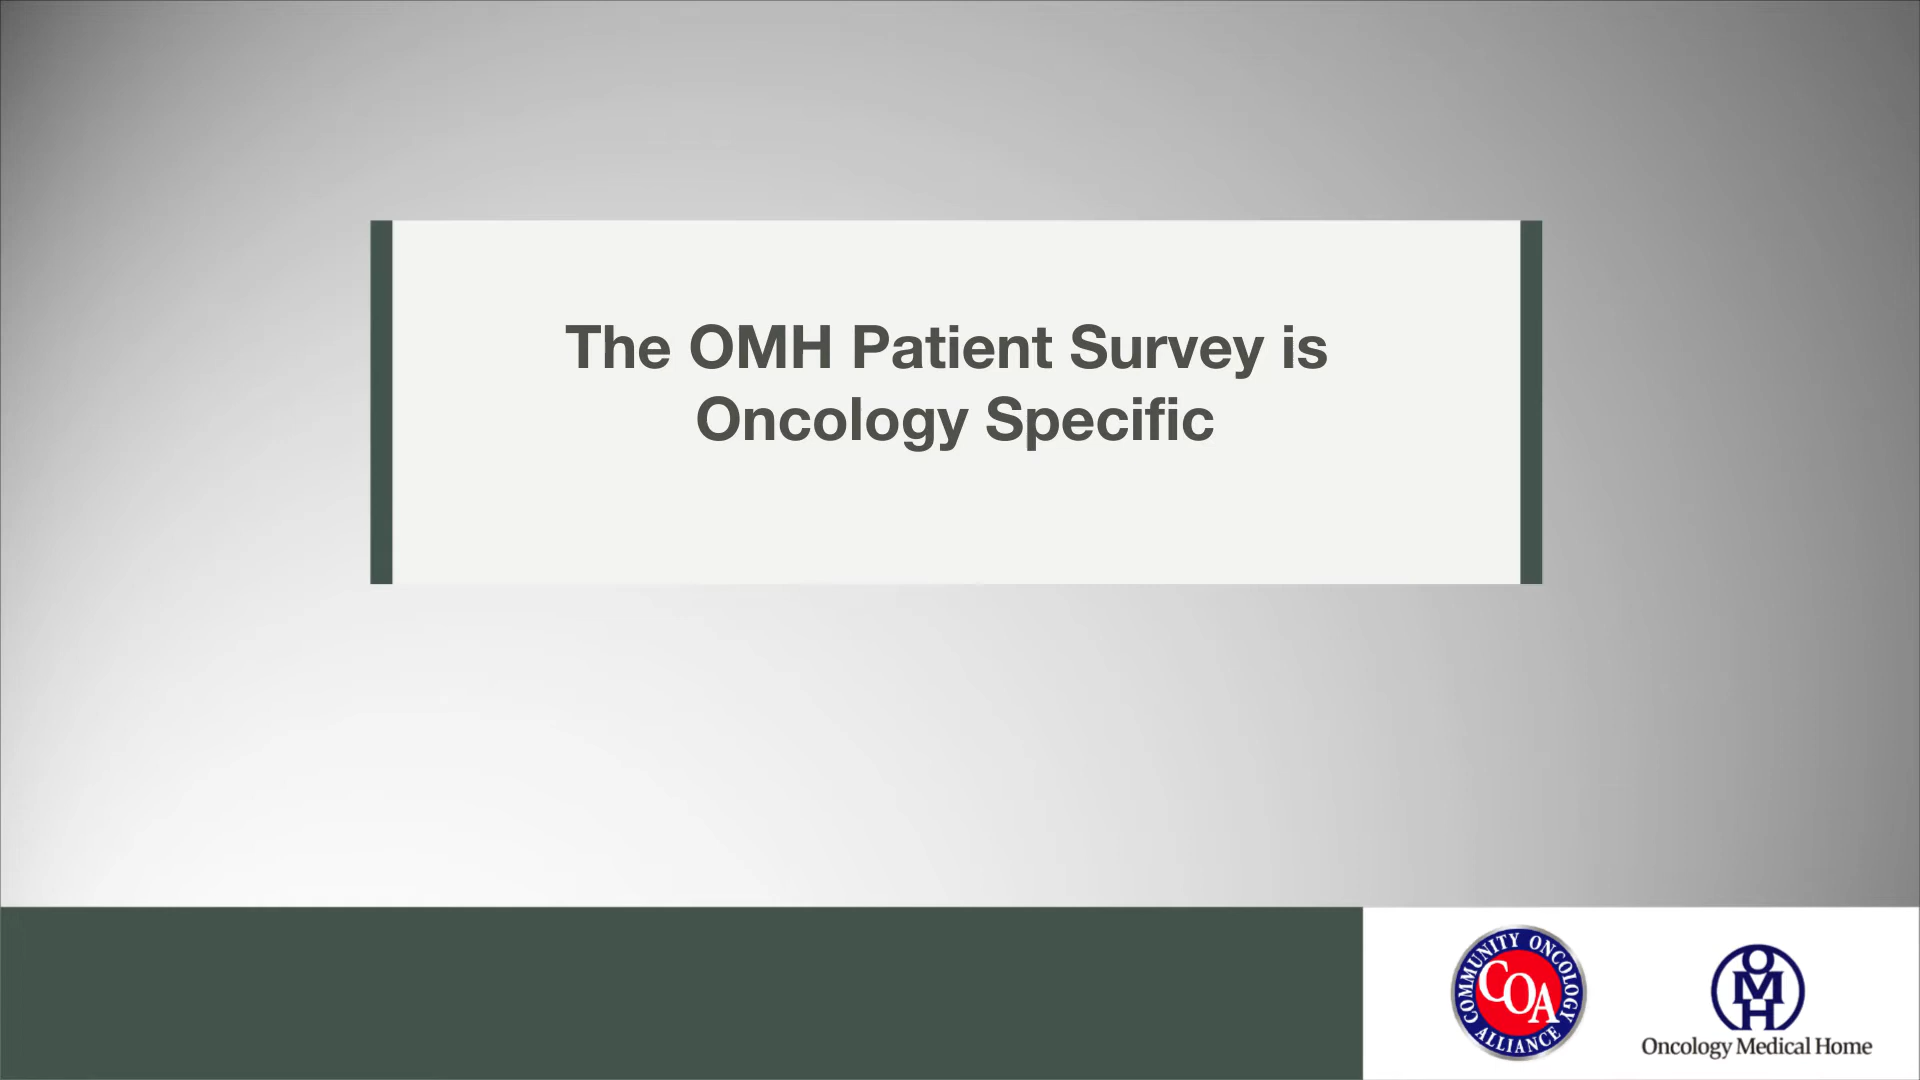 The OMH Patient Survey is
Oncology Specific
COMMUNITY ONCOLOGY
COA
ALLIANCE
OMH
Oncology Medical Home